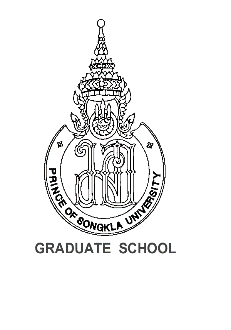 PRINCE OF SONGKLA UNIVERSITY
GRADUATE SCHOOL